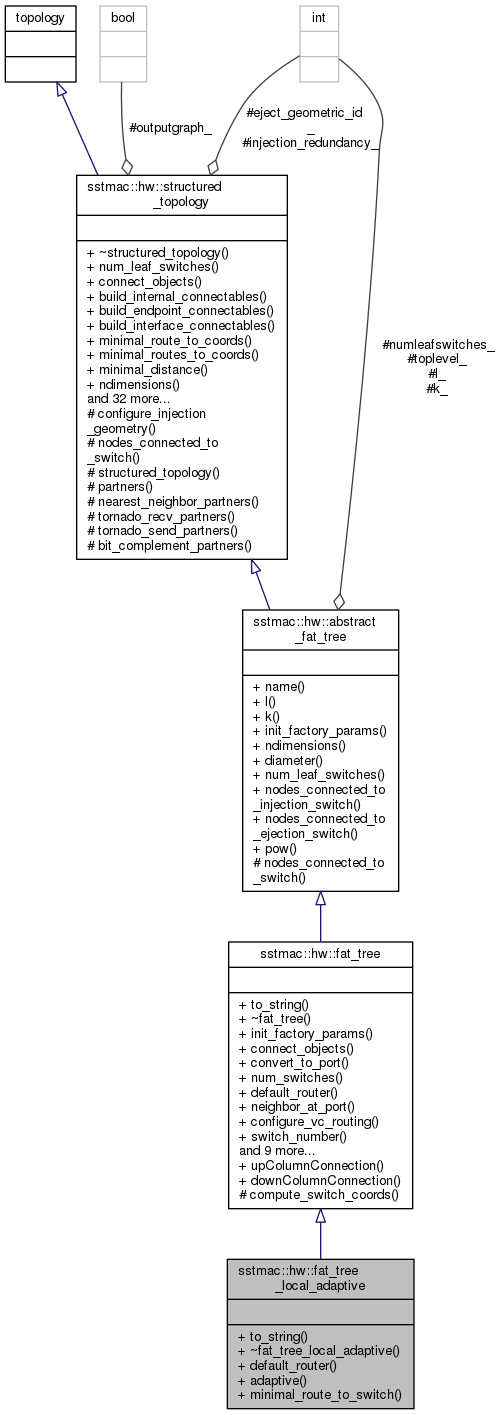 topology
bool
int
#outputgraph_
#eject_geometric_id
_
#injection_redundancy_
sstmac::hw::structured
_topology
+ ~structured_topology()
+ num_leaf_switches()
+ connect_objects()
+ build_internal_connectables()
+ build_endpoint_connectables()
+ build_interface_connectables()
+ minimal_route_to_coords()
+ minimal_routes_to_coords()
+ minimal_distance()
+ ndimensions()
and 32 more...
# configure_injection
_geometry()
# nodes_connected_to
_switch()
# structured_topology()
# partners()
# nearest_neighbor_partners()
# tornado_recv_partners()
# tornado_send_partners()
# bit_complement_partners()
#numleafswitches_
#toplevel_
#l_
#k_
sstmac::hw::abstract
_fat_tree
+ name()
+ l()
+ k()
+ init_factory_params()
+ ndimensions()
+ diameter()
+ num_leaf_switches()
+ nodes_connected_to
_injection_switch()
+ nodes_connected_to
_ejection_switch()
+ pow()
# nodes_connected_to
_switch()
sstmac::hw::fat_tree
+ to_string()
+ ~fat_tree()
+ init_factory_params()
+ connect_objects()
+ convert_to_port()
+ num_switches()
+ default_router()
+ neighbor_at_port()
+ configure_vc_routing()
+ switch_number()
and 9 more...
+ upColumnConnection()
+ downColumnConnection()
# compute_switch_coords()
sstmac::hw::fat_tree
_local_adaptive
+ to_string()
+ ~fat_tree_local_adaptive()
+ default_router()
+ adaptive()
+ minimal_route_to_switch()